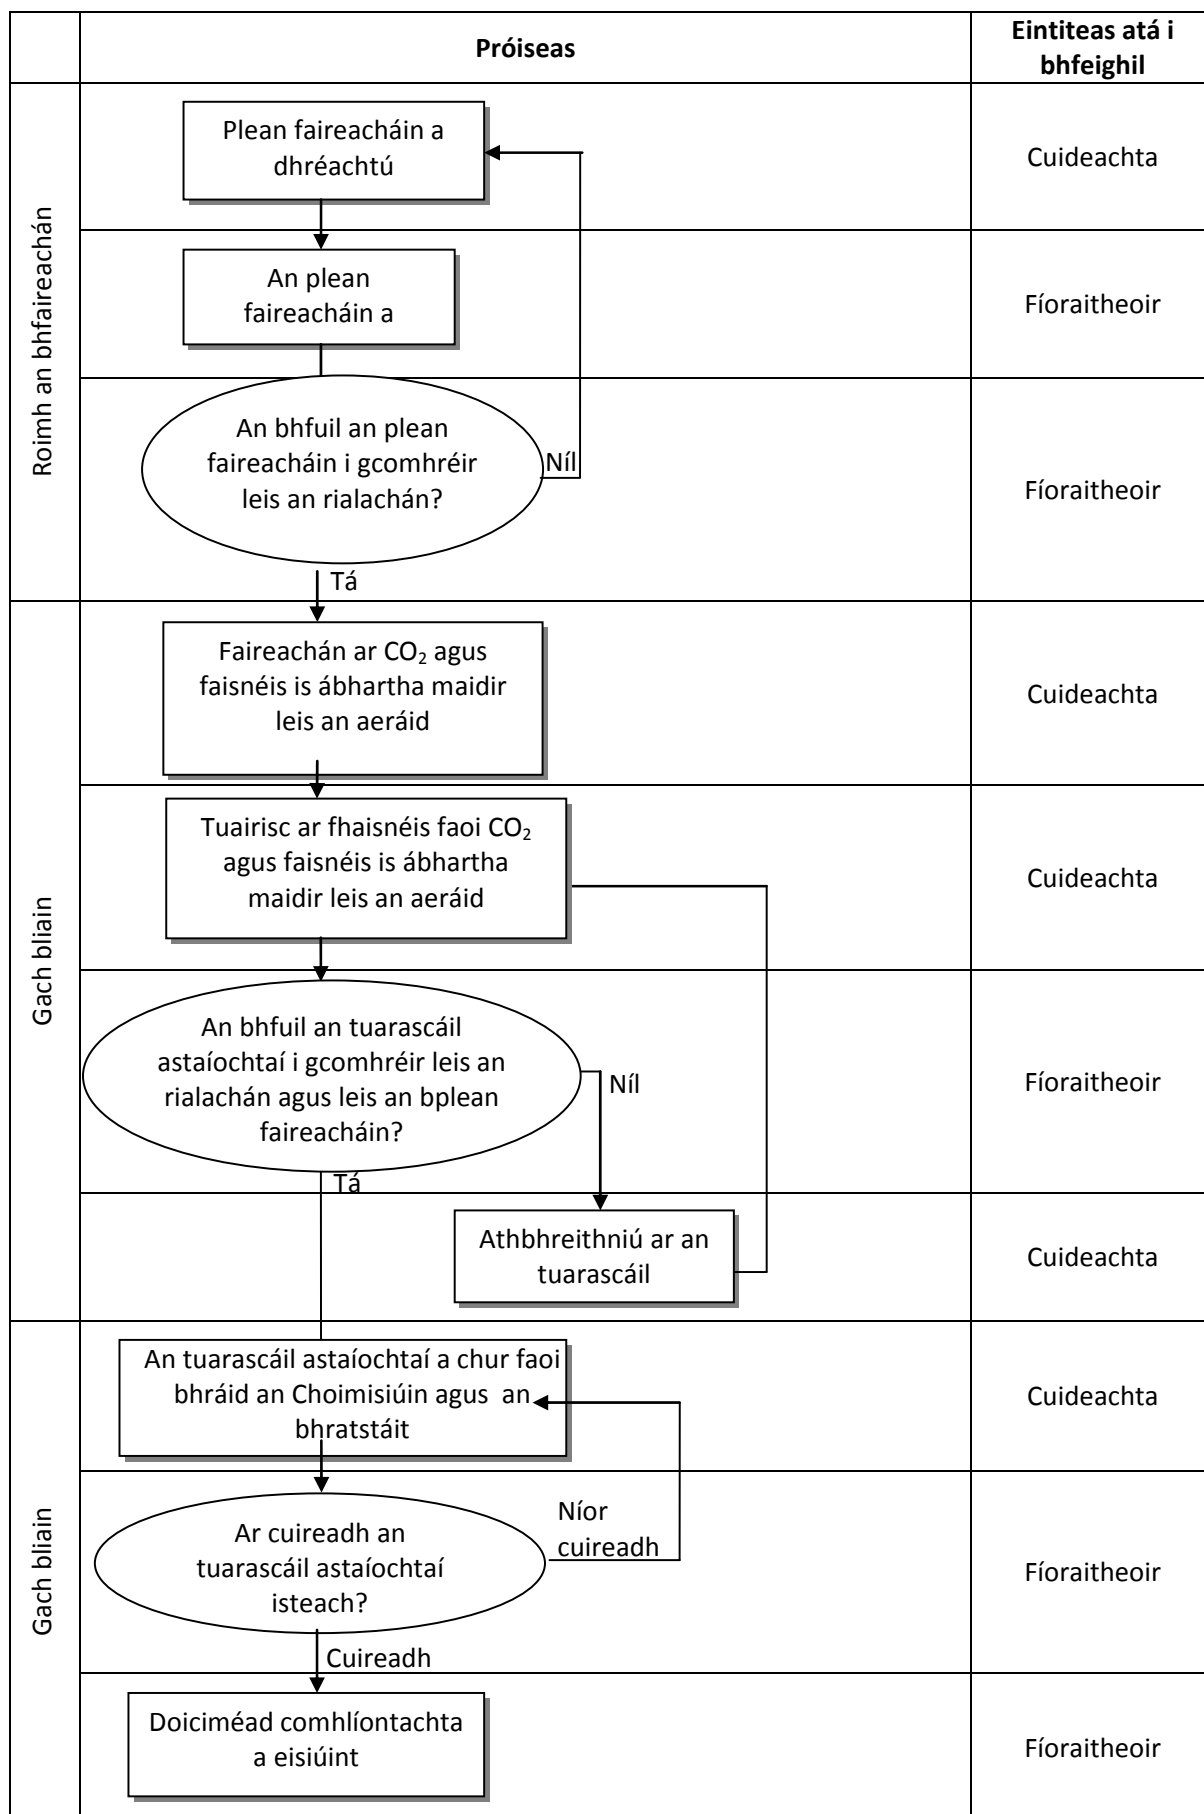 Próiseas
Eintiteas atá i
bhfeighil
Roimh an bhfaireachán
Plean faireacháin a
dhréachtú
Cuideachta
An plean
faireacháin a
Fíoraitheoir
An bhfuil an plean
faireacháin i gcomhréir
leis an rialachán?
Níl
Fíoraitheoir
Tá
Gach bliain
Faireachán ar CO₂ agus
faisnéis is ábhartha maidir
leis an aeráid
Cuideachta
Tuairisc ar fhaisnéis faoi CO₂
agus faisnéis is ábhartha
maidir leis an aeráid
Cuideachta
An bhfuil an tuarascáil
astaíochtaí i gcomhréir leis an
rialachán agus leis an bplean
faireacháin?
Níl
Fíoraitheoir
Tá
Athbhreithniú ar an
tuarascáil
Cuideachta
Gach bliain
An tuarascáil astaíochtaí a chur faoi
bhráid an Choimisiúin agus an
bhratstáit
Cuideachta
Ar cuireadh an
tuarascáil astaíochtaí
isteach?
Níor
cuireadh
Fíoraitheoir
Cuireadh
Doiciméad comhlíontachta
a eisiúint
Fíoraitheoir